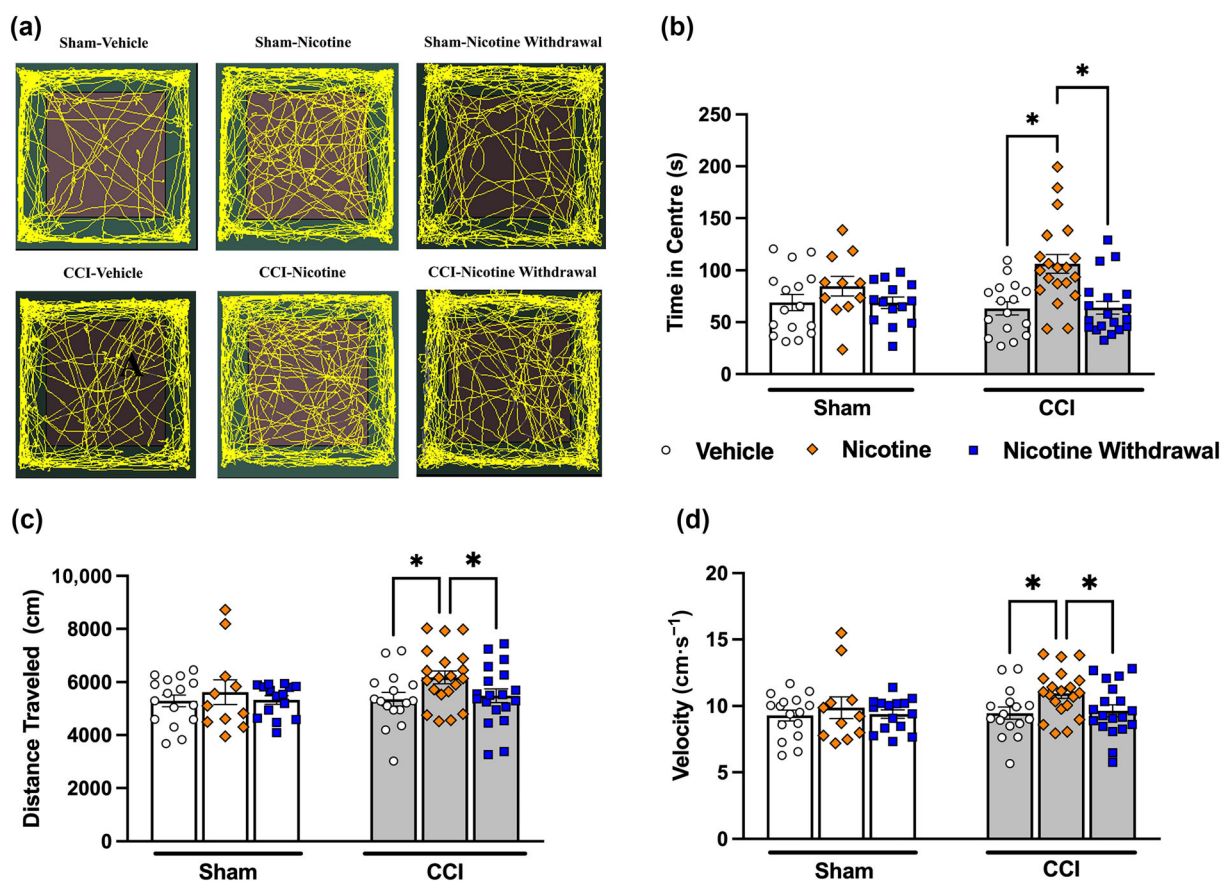 (a)
Sham-Vehicle Sham-Nicotine Sham-Nicotine Withdrawal
CCI-Vehicle CCI-Nicotine CCI-Nicotine Withdrawal
A
(b)
Time in Centre (s)
250
200
150
100
50
0
* *
Sham CCI
Vehicle Nicotine Nicotine Withdrawal
(c)
Distance Traveled (cm)
10,000
8000
6000
4000
2000
0
* *
Sham CCI
(d)
Velocity (cm·s⁻¹)
20
15
10
5
0
* *
Sham CCI